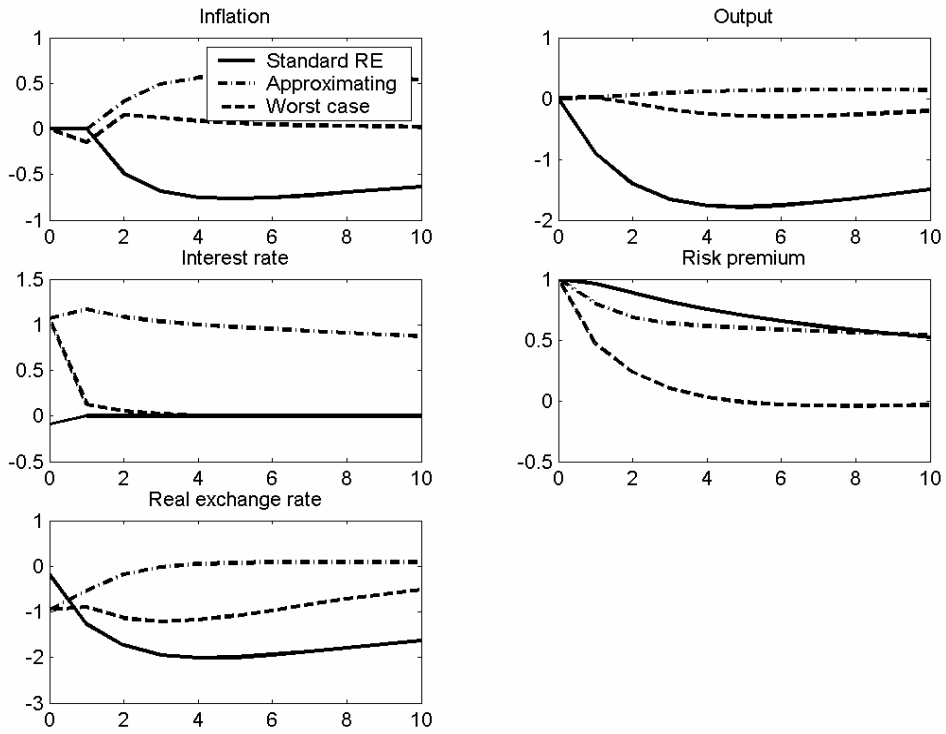 Inflation
1
0.5
0
-0.5
-1
0 2 4 6 8 10
Standard RE
Approximating
Worst case
Output
1
0
-1
-2
0 2 4 6 8 10
Interest rate
1.5
1
0.5
0
-0.5
0 2 4 6 8 10
Risk premium
1
0.5
0
-0.5
0 2 4 6 8 10
Real exchange rate
1
0
-1
-2
-3
0 2 4 6 8 10